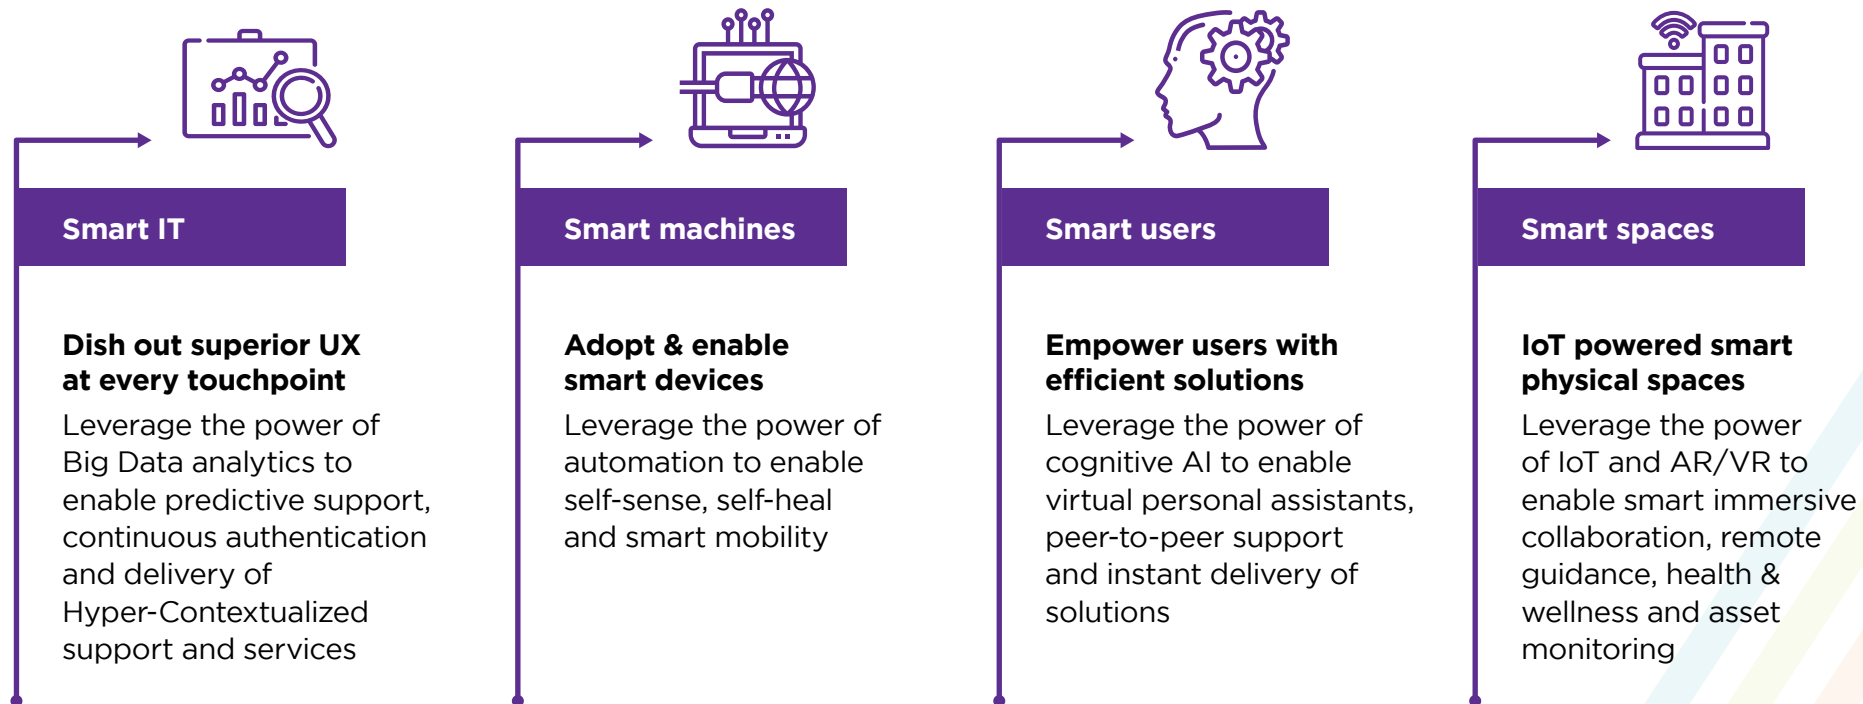 Smart IT
Dish out superior UX
at every touchpoint
Leverage the power of
Big Data analytics to
enable predictive support,
continuous authentication
and delivery of
Hyper-Contextualized
support and services
Smart machines
Adopt & enable
smart devices
Leverage the power of
automation to enable
self-sense, self-heal
and smart mobility
Smart users
Empower users with
efficient solutions
Leverage the power of
cognitive AI to enable
virtual personal assistants,
peer-to-peer support
and instant delivery of
solutions
Smart spaces
IoT powered smart
physical spaces
Leverage the power
of IoT and AR/VR to
enable smart immersive
collaboration, remote
guidance, health &
wellness and asset
monitoring